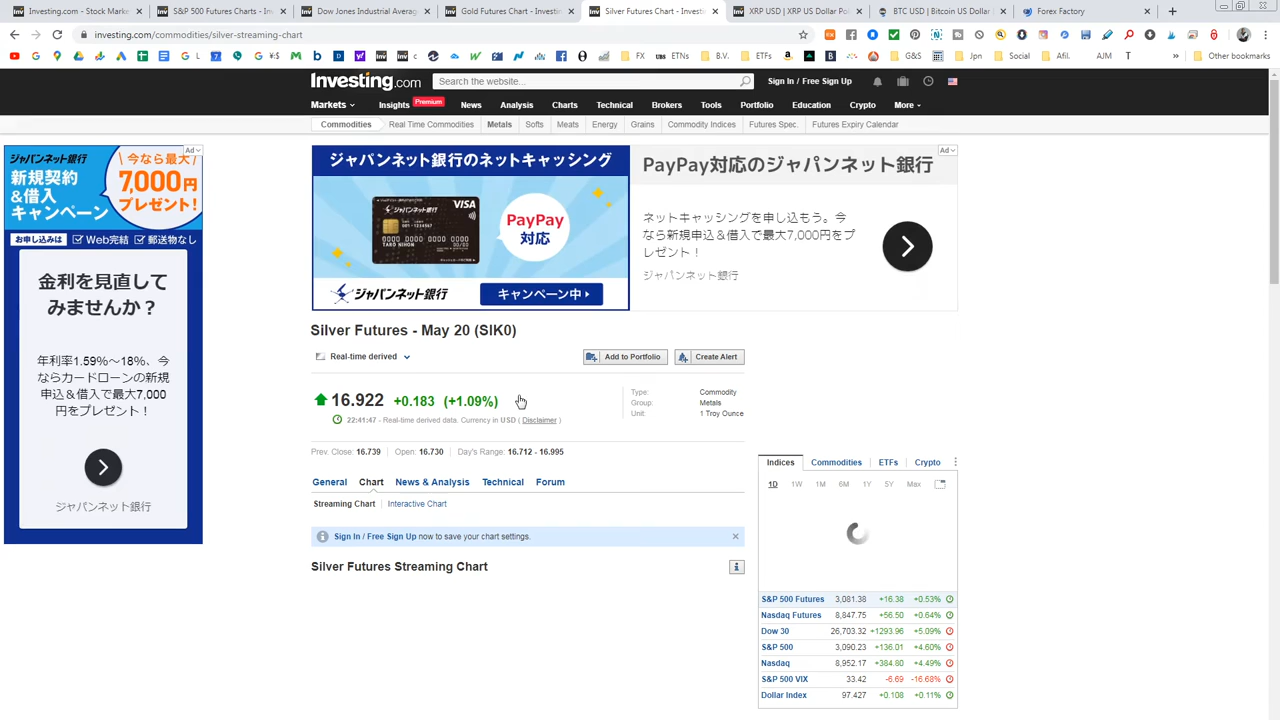 Investing.com - Stock Marke
S&P 500 Futures Chart - Inv
Dow Jones Industrial Averag
Gold Futures Chart - Investin
Silver Futures Chart - Investi
XRP USD | XRP US Dollar Po
BTC USD | Bitcoin US Dollar
Forex Factory
investing.com/commodities/silver-streaming-chart
FX
ETNs
B.V.
ETFs
G&S
Jpn
Social
Afil.
AJM
T
Other bookmarks
Investing.com
Search the website...
Sign In / Free Sign Up
Markets
Insights
Premium
News
Analysis
Charts
Technical
Brokers
Tools
Portfolio
Education
Crypto
More
Commodities
Real Time Commodities
Metals
Softs
Meats
Energy
Grains
Commodity Indices
Futures Spec.
Futures Expiry Calendar
Ad
ジャパンネット銀行
新規契約
&借入
キャンペーン
今なら最大
7,000円
プレゼント!
お申し込みは
Web完結
郵送物なし
金利を見直して
みませんか?
年利率1.59%~18%、今
ならカードローンの新規
申込&借入で最大7,000
円をプレゼント!
ジャパンネット銀行
ジャパンネット銀行のネットキャッシング
ジャパンネット銀行
VISA
TARO NIHON
PayPay
対応
ジャパンネット銀行
キャンペーン中
Ad
PayPay対応のジャパンネット銀行
ネットキャッシングを申し込もう。今
なら新規申込&借入で最大7,000円をプ
レゼント!
ジャパンネット銀行
Silver Futures - May 20 (SIK0)
Real-time derived
Add to Portfolio
Create Alert
16.922 +0.183 (+1.09%)
22:41:47 - Real-time derived data. Currency in USD ( Disclaimer )
Type: Commodity
Group: Metals
Unit: 1 Troy Ounce
Prev. Close: 16.739 Open: 16.730 Day's Range: 16.712 - 16.995
General
Chart
News & Analysis
Technical
Forum
Streaming Chart
Interactive Chart
Sign In / Free Sign Up now to save your chart settings.
Silver Futures Streaming Chart
Indices
Commodities
ETFs
Crypto
1D
1W
1M
6M
1Y
5Y
Max
S&P 500 Futures 3,081.38 +16.38 +0.53%
Nasdaq Futures 8,847.75 +56.50 +0.64%
Dow 30 26,703.32 +1293.96 +5.09%
S&P 500 3,090.23 +136.01 +4.60%
Nasdaq 8,952.17 +384.80 +4.49%
S&P 500 VIX 33.42 -6.69 -16.68%
Dollar Index 97.427 +0.108 +0.11%